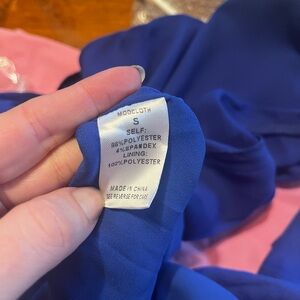 MODCLOTH
S
SELF:
96%POLYESTER
4%SPANDEX
LINING:
100%POLYESTER
MADE IN CHINA
SEE REVERSE FOR CARE